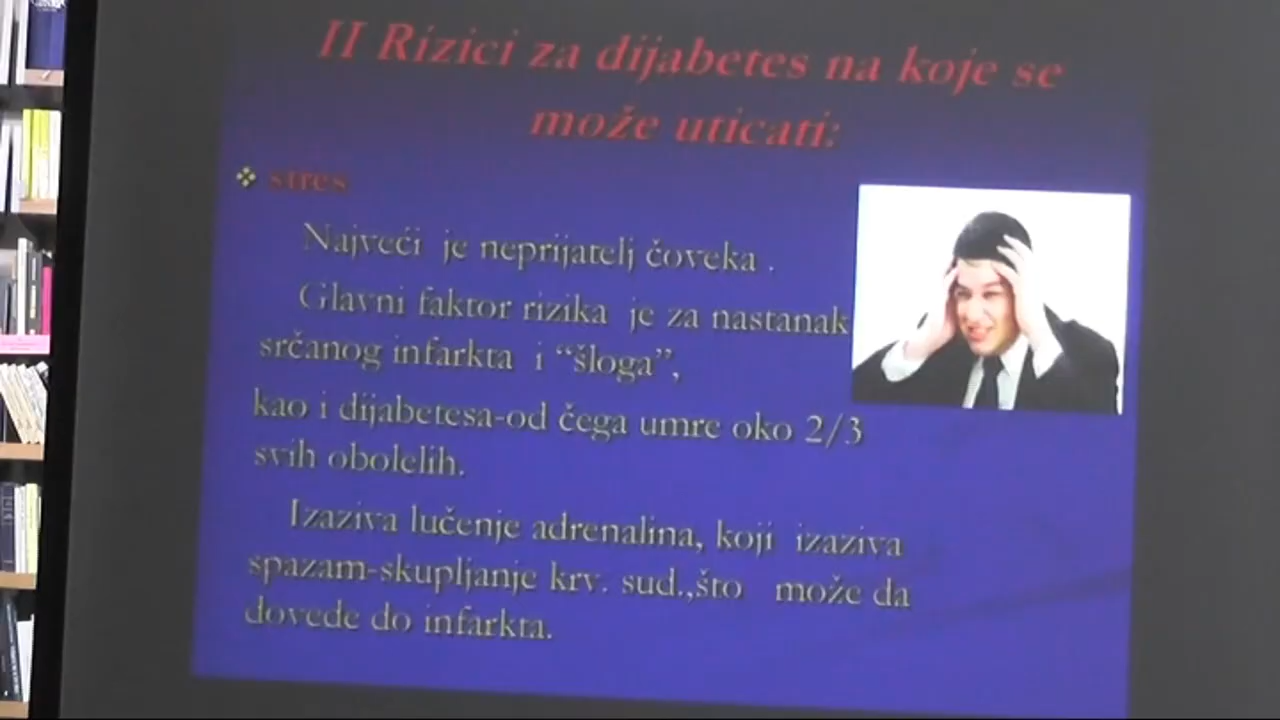 II Rizici za dijabetes na koje se
može uticati:
stres
Najveći je neprijatelj čoveka .
Glavni faktor rizika je za nastanak
srčanog infarkta i “šloga”,
kao i dijabetesa-od čega umre oko 2/3
svih obolelih.
Izaziva lučenje adrenalina, koji izaziva
spazam-skupljanje krv. sud.,što može da
dovede do infarkta.